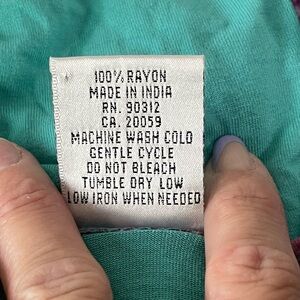 100% RAYON
MADE IN INDIA
RN. 90312
CA. 20059
MACHINE WASH COLD
GENTLE CYCLE
DO NOT BLEACH
TUMBLE DRY LOW
LOW IRON WHEN NEEDED